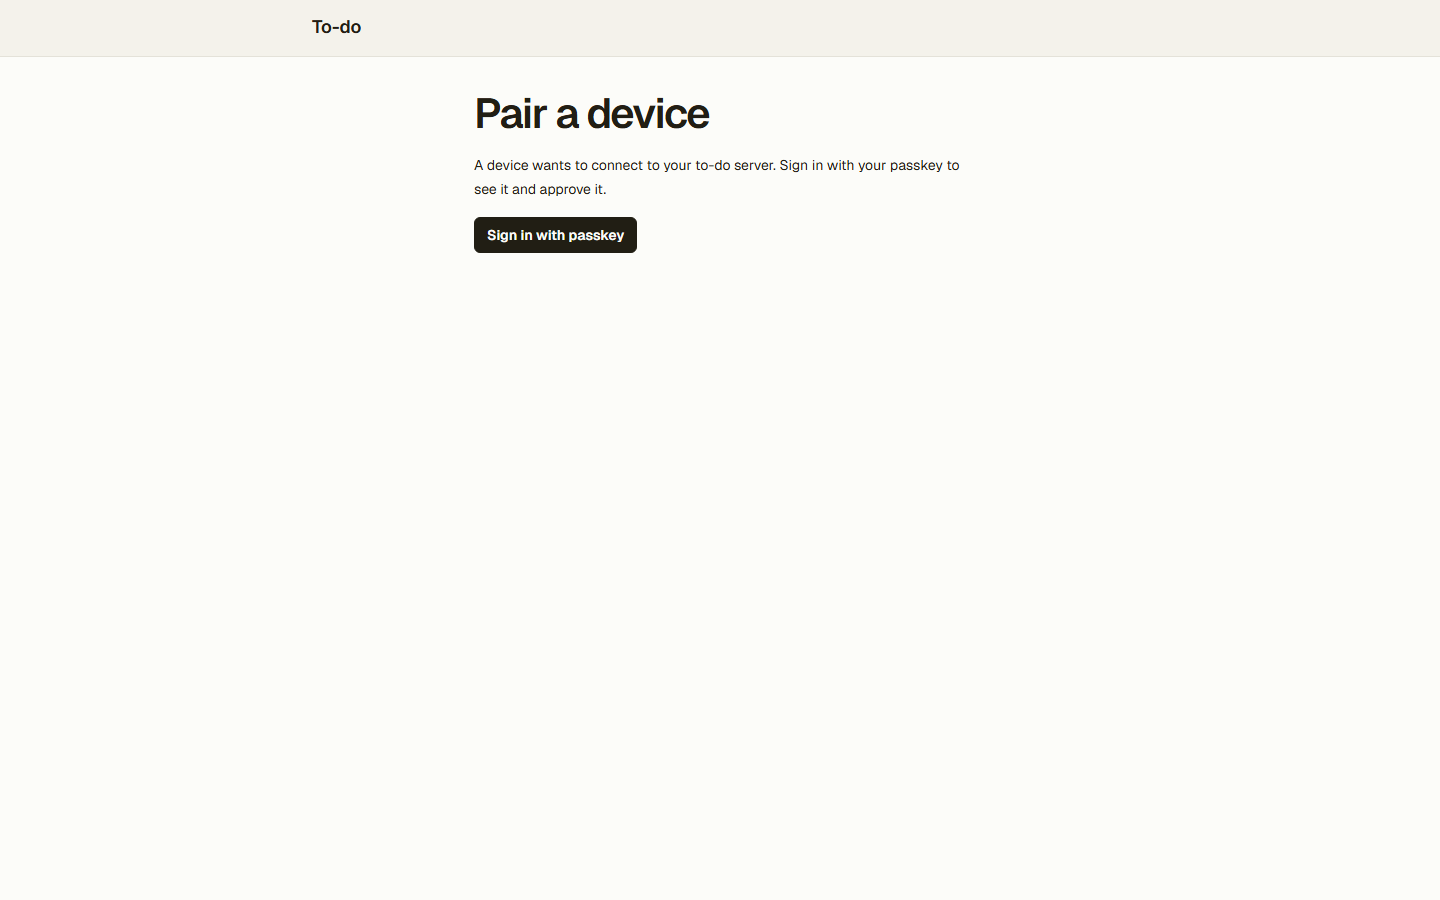 To-do
Pair a device
A device wants to connect to your to-do server. Sign in with your passkey to
see it and approve it.
Sign in with passkey